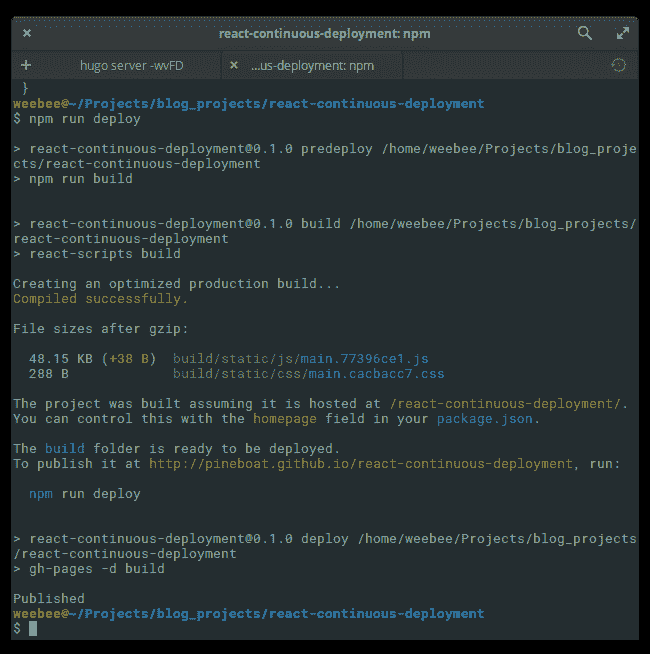 react-continuous-deployment: npm
hugo server -wvFD
...us-deployment: npm
}
weebee@~/Projects/blog_projects/react-continuous-deployment
$ npm run deploy
> react-continuous-deployment@0.1.0 predeploy /home/weebee/Projects/blog_proje
cts/react-continuous-deployment
> npm run build
> react-continuous-deployment@0.1.0 build /home/weebee/Projects/blog_projects/
react-continuous-deployment
> react-scripts build
Creating an optimized production build...
Compiled successfully.
File sizes after gzip:
48.15 KB (+38 B)  build/static/js/main.77396ce1.js
288 B             build/static/css/main.cacbacc7.css
The project was built assuming it is hosted at /react-continuous-deployment/.
You can control this with the homepage field in your package.json.
The build folder is ready to be deployed.
To publish it at http://pineboat.github.io/react-continuous-deployment, run:
npm run deploy
> react-continuous-deployment@0.1.0 deploy /home/weebee/Projects/blog_projects
/react-continuous-deployment
> gh-pages -d build
Published
weebee@~/Projects/blog_projects/react-continuous-deployment
$